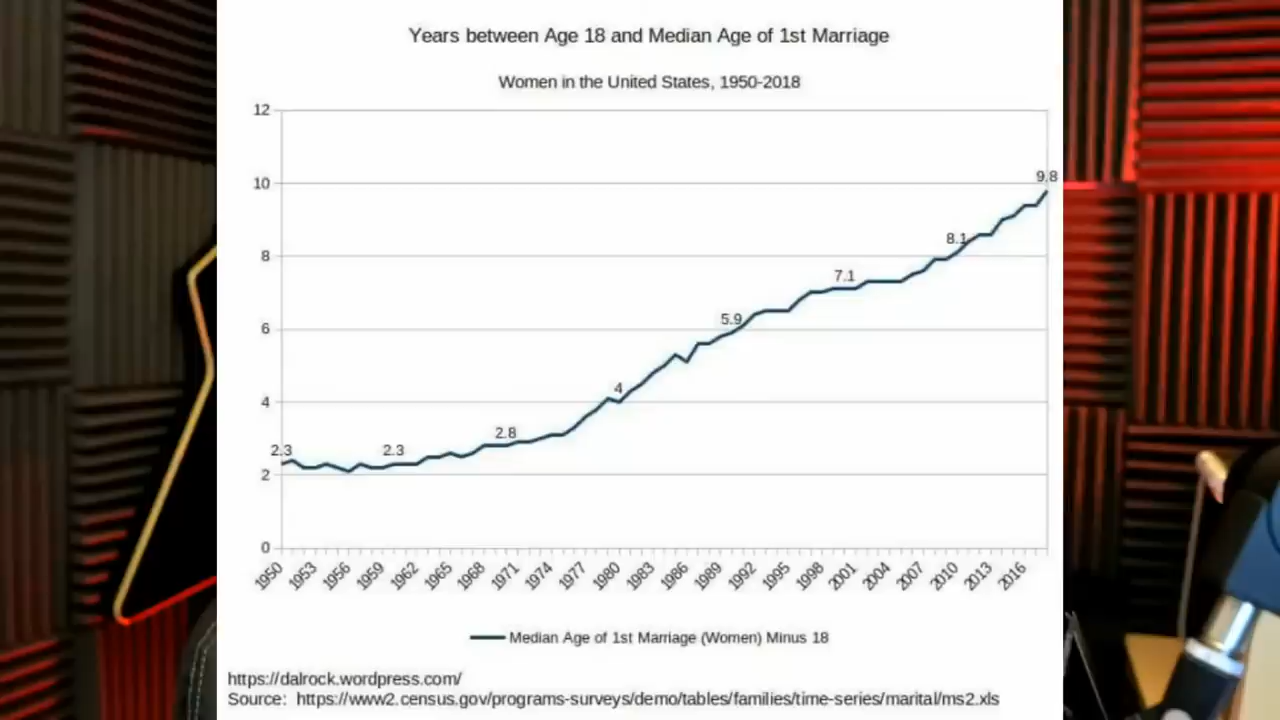 Years between Age 18 and Median Age of 1st Marriage
Women in the United States, 1950-2018
12
10
8
6
4
2
0
2.3
2.3
2.8
4
5.9
7.1
8.1
9.8
1950 1953 1956 1959 1962 1965 1968 1971 1974 1977 1980 1983 1986 1989 1992 1995 1998 2001 2004 2007 2010 2013 2016
Median Age of 1st Marriage (Women) Minus 18
https://dalrock.wordpress.com/
Source: https://www2.census.gov/programs-surveys/demo/tables/families/time-series/marital/ms2.xls